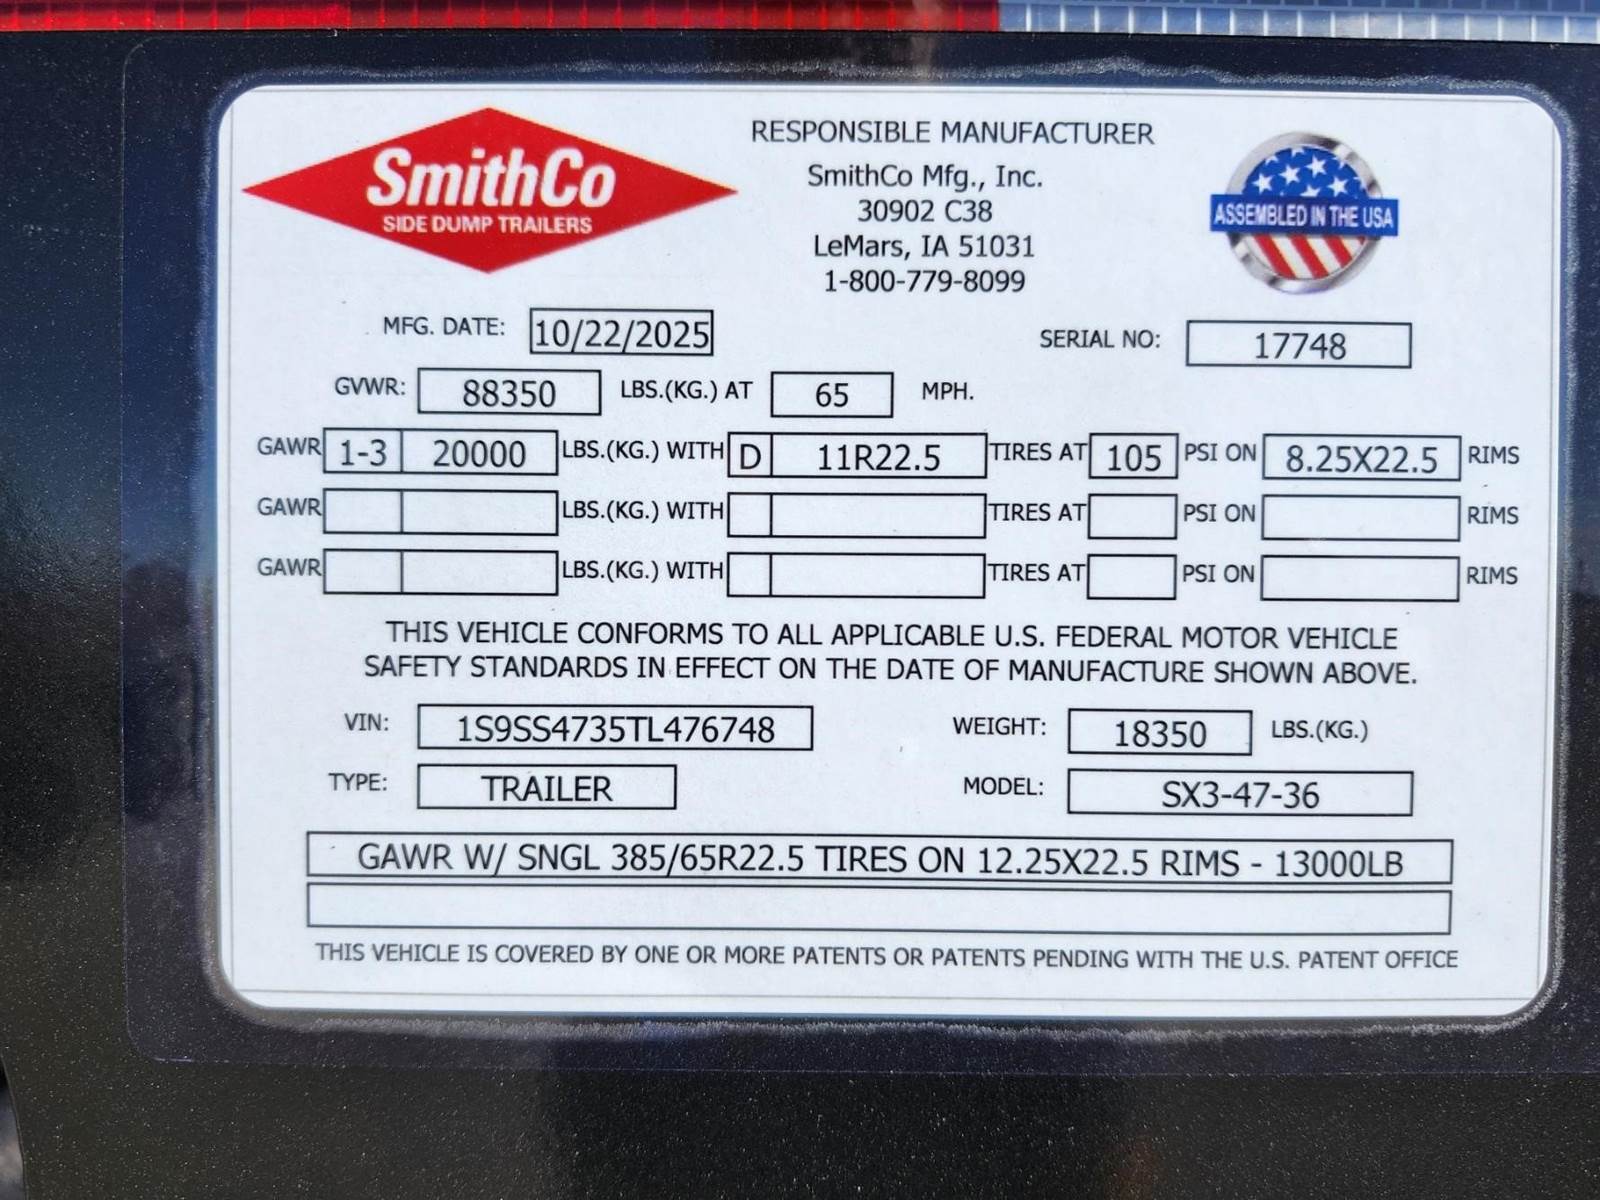 SmithCo
SIDE DUMP TRAILERS
RESPONSIBLE MANUFACTURER
SmithCo Mfg., Inc.
30902 C38
LeMars, IA 51031
1-800-779-8099
ASSEMBLED IN THE USA
MFG. DATE: 10/22/2025 SERIAL NO: 17748
GVWR: 88350 LBS.(KG.) AT 65 MPH.
GAWR 1-3 20000 LBS.(KG.) WITH D 11R22.5 TIRES AT 105 PSI ON 8.25X22.5 RIMS
GAWR LBS.(KG.) WITH TIRES AT PSI ON RIMS
GAWR LBS.(KG.) WITH TIRES AT PSI ON RIMS
THIS VEHICLE CONFORMS TO ALL APPLICABLE U.S. FEDERAL MOTOR VEHICLE
SAFETY STANDARDS IN EFFECT ON THE DATE OF MANUFACTURE SHOWN ABOVE.
VIN: 1S9SS4735TL476748 WEIGHT: 18350 LBS.(KG.)
TYPE: TRAILER MODEL: SX3-47-36
GAWR W/ SNGL 385/65R22.5 TIRES ON 12.25X22.5 RIMS - 13000LB
THIS VEHICLE IS COVERED BY ONE OR MORE PATENTS OR PATENTS PENDING WITH THE U.S. PATENT OFFICE